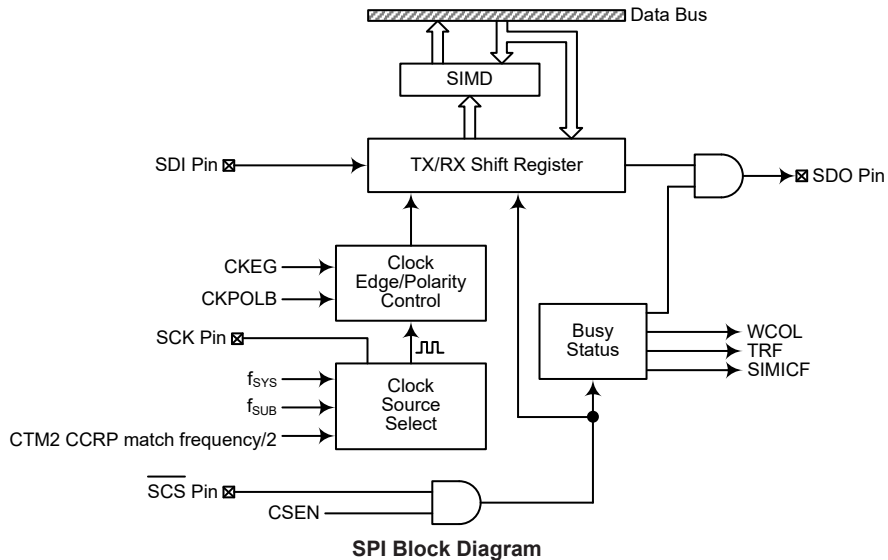 Data Bus
SIMD
SDI Pin
TX/RX Shift Register
SDO Pin
CKEG
CKPOLB
Clock
Edge/Polarity
Control
SCK Pin
Busy
Status
WCOL
TRF
SIMICF
fSYS
fSUB
CTM2 CCRP match frequency/2
Clock
Source
Select
S̅C̅S̅ Pin
CSEN
SPI Block Diagram